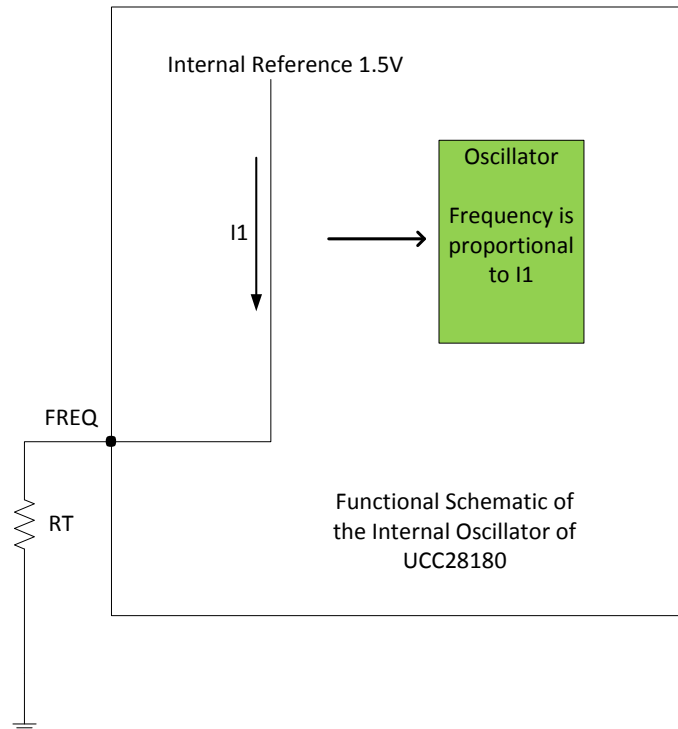 Internal Reference 1.5V
Oscillator
Frequency is
proportional
to I1
I1
FREQ
RT
Functional Schematic of
the Internal Oscillator of
UCC28180